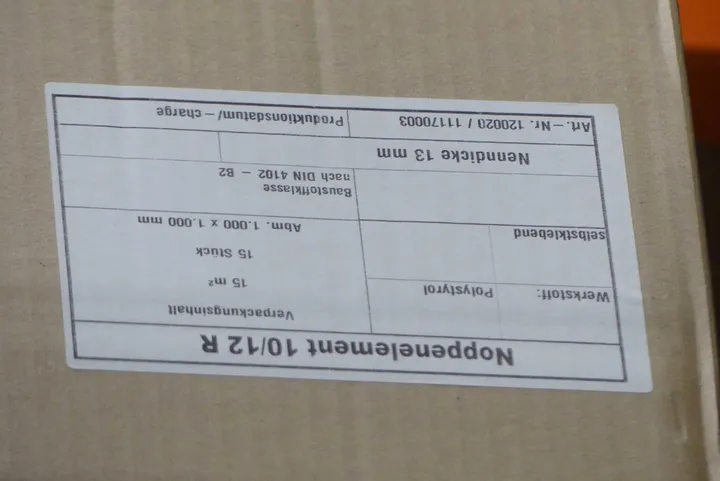 Noppenelement 10/12 R
Werkstoff: Polystyrol
selbstklebend
Verpackungsinhalt
15 m²
15 Stück
Abm. 1.000 x 1.000 mm
Baustoffklasse
nach DIN 4102 – B2
Nenndicke 13 mm
Art.–Nr. 120020 / 11170003
Produktionsdatum/–charge